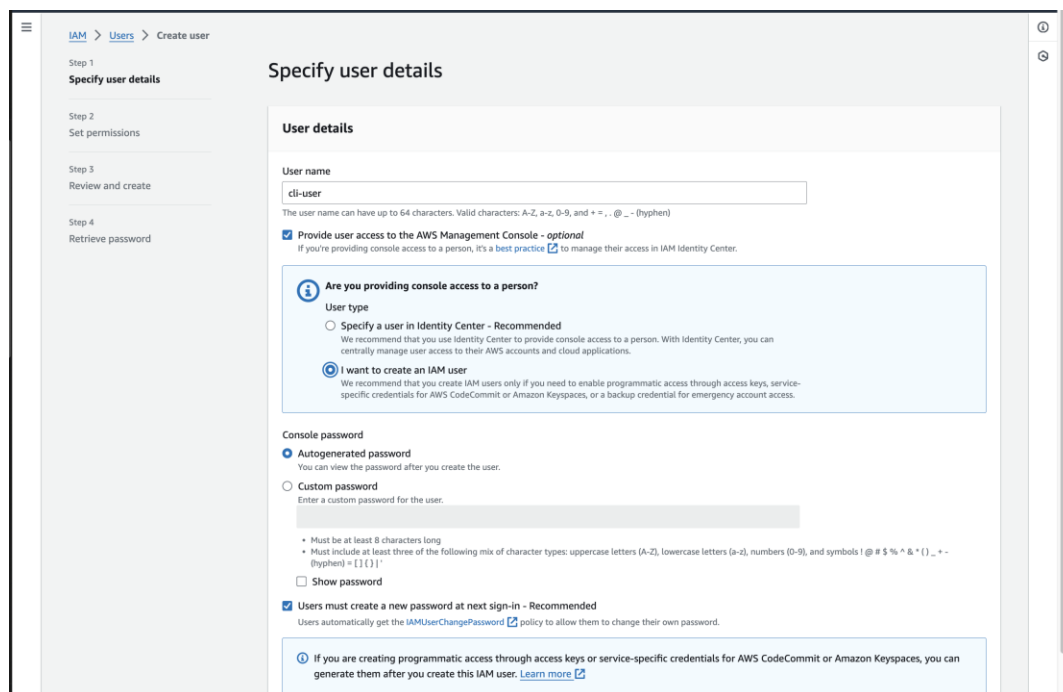 IAM > Users > Create user
Step 1
Specify user details
Step 2
Set permissions
Step 3
Review and create
Step 4
Retrieve password
Specify user details
User details
User name
cli-user
The user name can have up to 64 characters. Valid characters: A-Z, a-z, 0-9, and + = , . @ _ - (hyphen)
Provide user access to the AWS Management Console - optional
If you're providing console access to a person, it's a best practice to manage their access in IAM Identity Center.
Are you providing console access to a person?
User type
Specify a user in Identity Center - Recommended
We recommend that you use Identity Center to provide console access to a person. With Identity Center, you can
centrally manage user access to their AWS accounts and cloud applications.
I want to create an IAM user
We recommend that you create IAM users only if you need to enable programmatic access through access keys, service-
specific credentials for AWS CodeCommit or Amazon Keyspaces, or a backup credential for emergency account access.
Console password
Autogenerated password
You can view the password after you create the user.
Custom password
Enter a custom password for the user.
• Must be at least 8 characters long
• Must include at least three of the following mix of character types: uppercase letters (A-Z), lowercase letters (a-z), numbers (0-9), and symbols ! @ # $ % ^ & * ( ) _ + -
(hyphen) = [ ] { } | '
Show password
Users must create a new password at next sign-in - Recommended
Users automatically get the IAMUserChangePassword policy to allow them to change their own password.
If you are creating programmatic access through access keys or service-specific credentials for AWS CodeCommit or Amazon Keyspaces, you can
generate them after you create this IAM user. Learn more